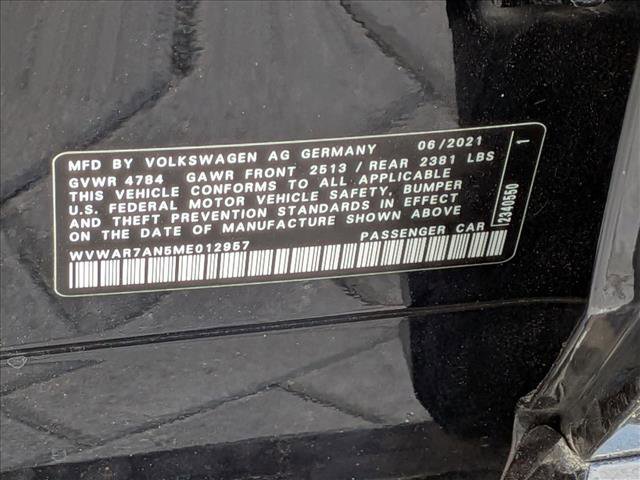 MFD BY VOLKSWAGEN AG GERMANY 06/2021
GVWR 4784 GAWR FRONT 2513 / REAR 2381 LBS
THIS VEHICLE CONFORMS TO ALL APPLICABLE
U.S. FEDERAL MOTOR VEHICLE SAFETY, BUMPER
AND THEFT PREVENTION STANDARDS IN EFFECT
ON THE DATE OF MANUFACTURE SHOWN ABOVE
WVWAR7AN5ME012957 PASSENGER CAR
12340550 1